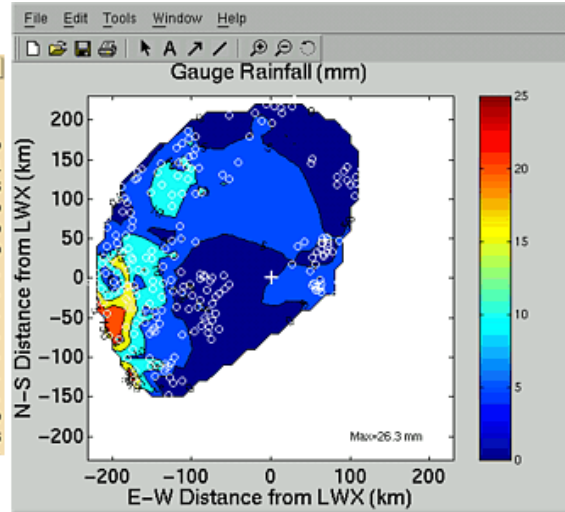 File Edit Tools Window Help
A
Gauge Rainfall (mm)
N-S Distance from LWX (km)
200
150
100
50
0
-50
-100
-150
-200
-200 -100 0 100 200
E-W Distance from LWX (km)
Max=26.3 mm
25
20
15
10
5
0